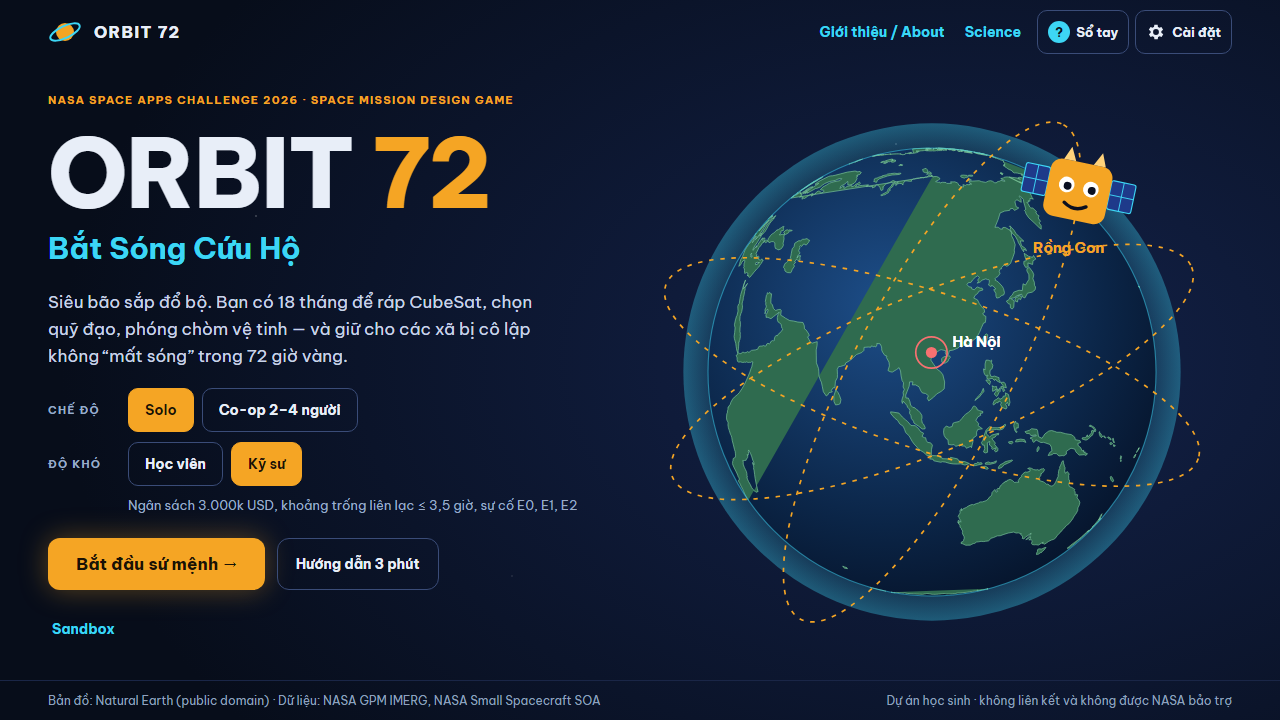 ORBIT 72
Giới thiệu / About
Science
? Sổ tay
Cài đặt
NASA SPACE APPS CHALLENGE 2026 · SPACE MISSION DESIGN GAME
ORBIT 72
Bắt Sóng Cứu Hộ
Siêu bão sắp đổ bộ. Bạn có 18 tháng để ráp CubeSat, chọn
quỹ đạo, phóng chòm vệ tinh — và giữ cho các xã bị cô lập
không “mất sóng” trong 72 giờ vàng.
CHẾ ĐỘ
Solo
Co-op 2–4 người
ĐỘ KHÓ
Học viên
Kỹ sư
Ngân sách 3.000k USD, khoảng trống liên lạc ≤ 3,5 giờ, sự cố E0, E1, E2
Bắt đầu sứ mệnh →
Hướng dẫn 3 phút
Sandbox
Rồng Gon
Hà Nội
Bản đồ: Natural Earth (public domain) · Dữ liệu: NASA GPM IMERG, NASA Small Spacecraft SOA
Dự án học sinh · không liên kết và không được NASA bảo trợ